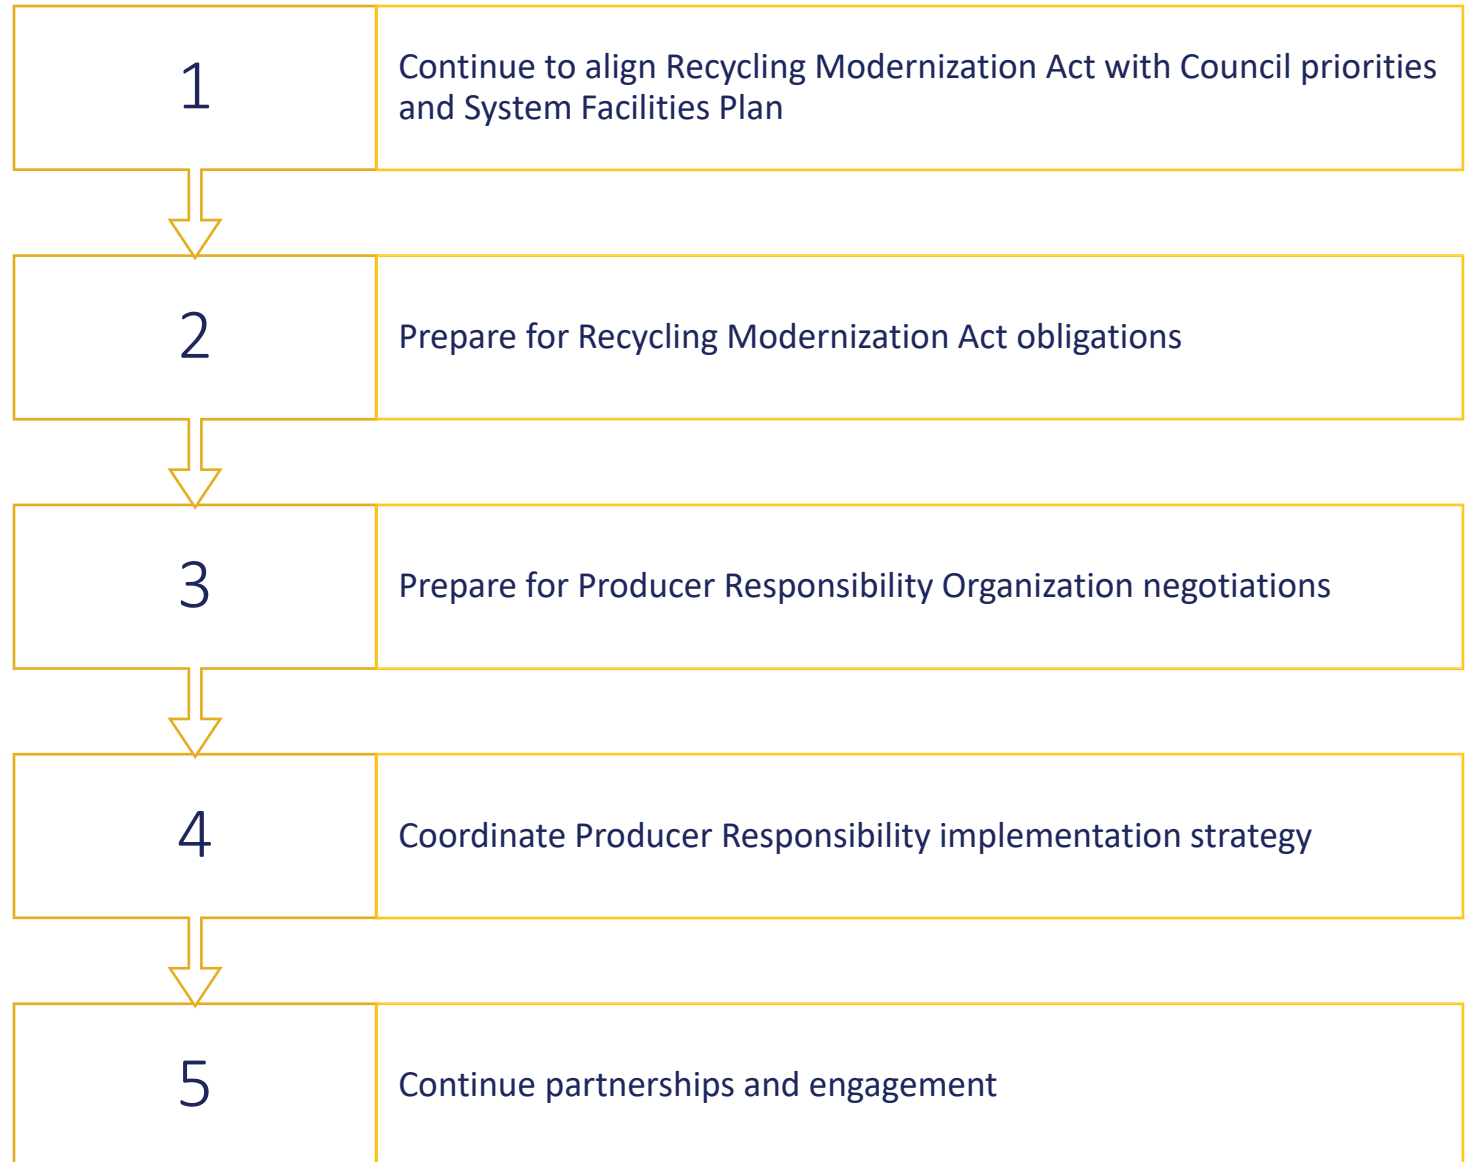 1
Continue to align Recycling Modernization Act with Council priorities
and System Facilities Plan
2
Prepare for Recycling Modernization Act obligations
3
Prepare for Producer Responsibility Organization negotiations
4
Coordinate Producer Responsibility implementation strategy
5
Continue partnerships and engagement